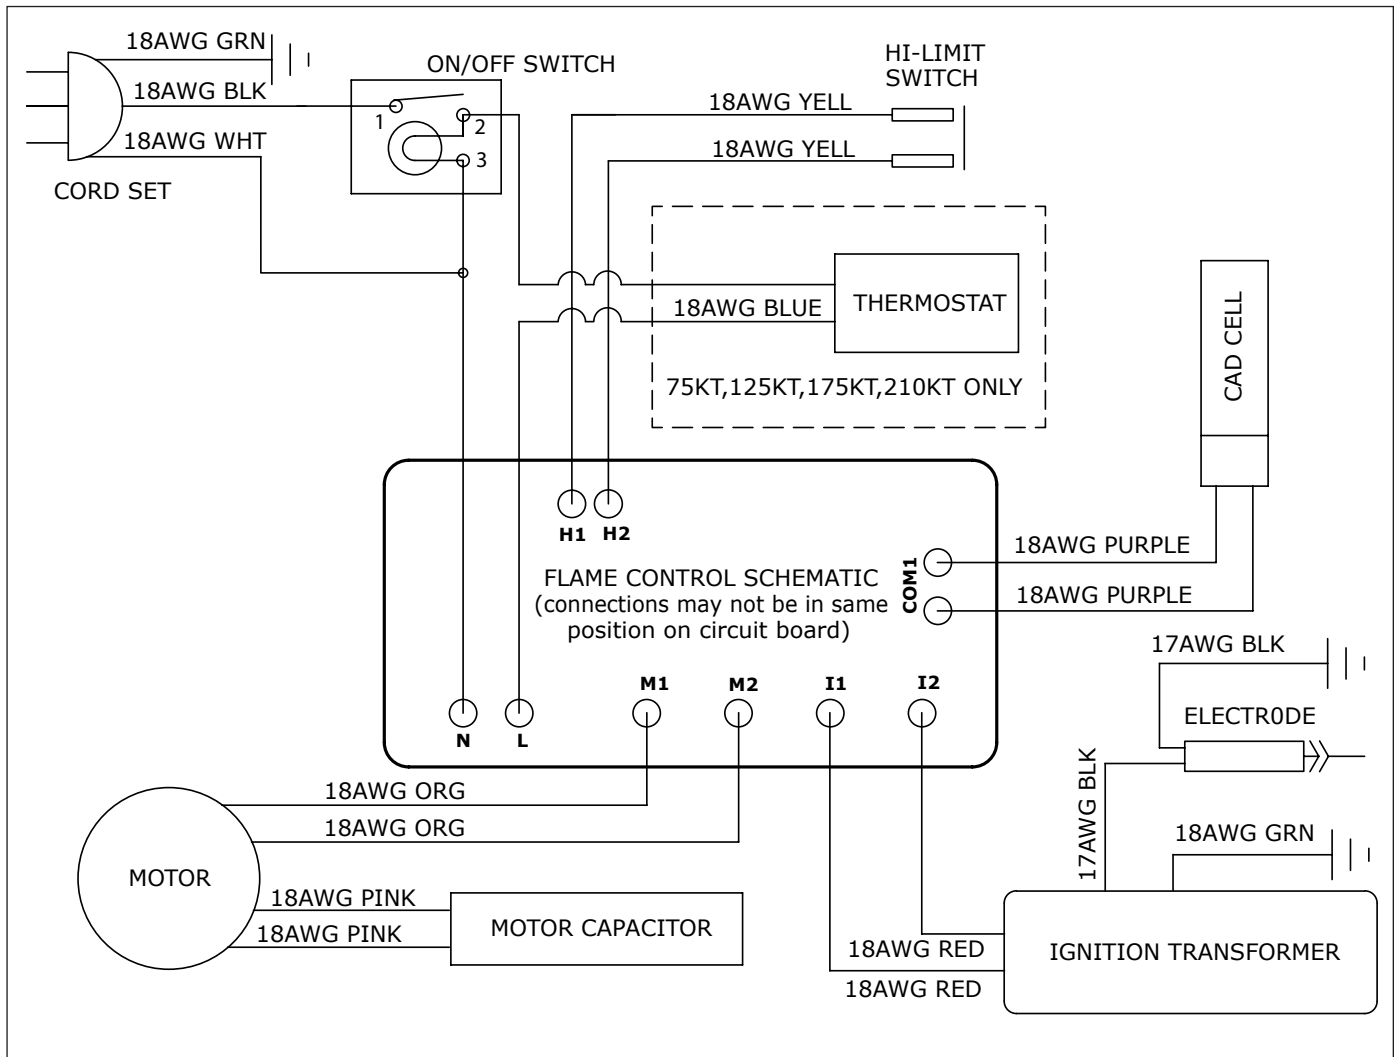 18AWG GRN
ON/OFF SWITCH
HI-LIMIT
SWITCH
18AWG BLK
1
2
3
18AWG YELL
18AWG WHT
18AWG YELL
CORD SET
THERMOSTAT
18AWG BLUE
75KT,125KT,175KT,210KT ONLY
CAD CELL
H1
H2
FLAME CONTROL SCHEMATIC
(connections may not be in same
position on circuit board)
COM1
18AWG PURPLE
18AWG PURPLE
17AWG BLK
M1
M2
I1
I2
N
L
ELECTR0DE
17AWG BLK
18AWG ORG
18AWG ORG
MOTOR
18AWG PINK
18AWG PINK
MOTOR CAPACITOR
18AWG GRN
18AWG RED
18AWG RED
IGNITION TRANSFORMER